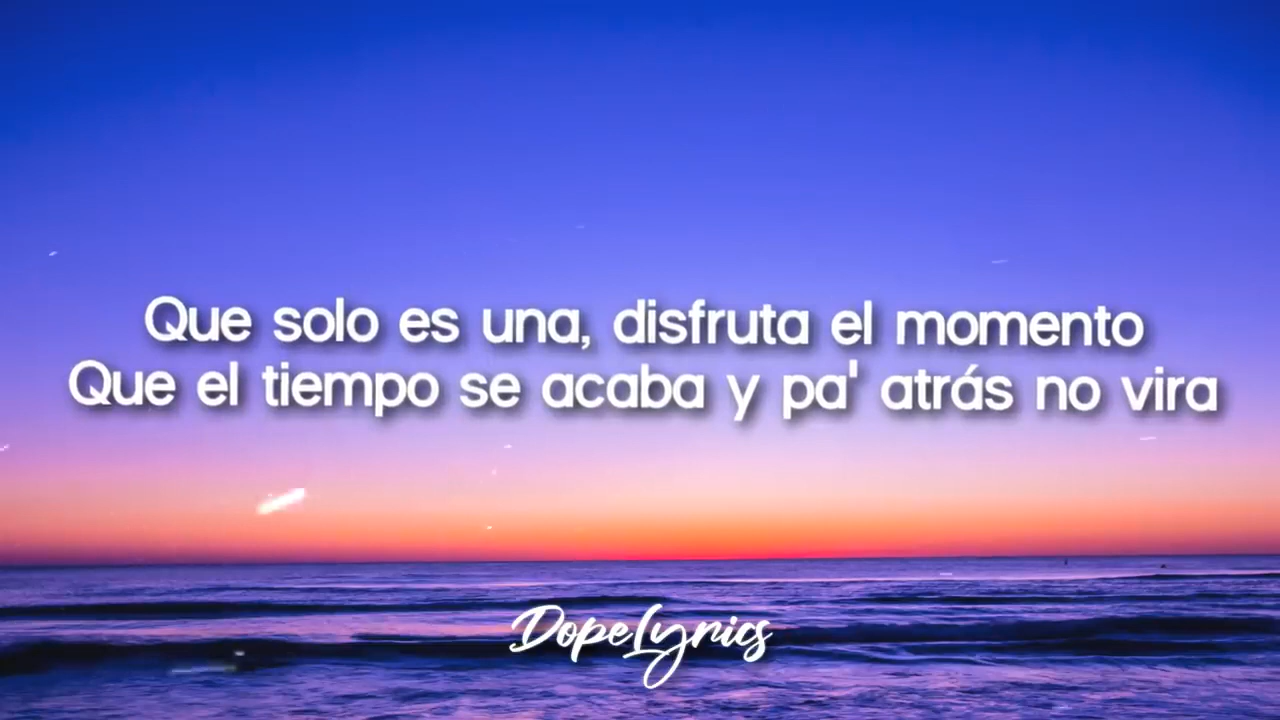 Que solo es una, disfruta el momento
Que el tiempo se acaba y pa' atrás no vira
DopeLyrics